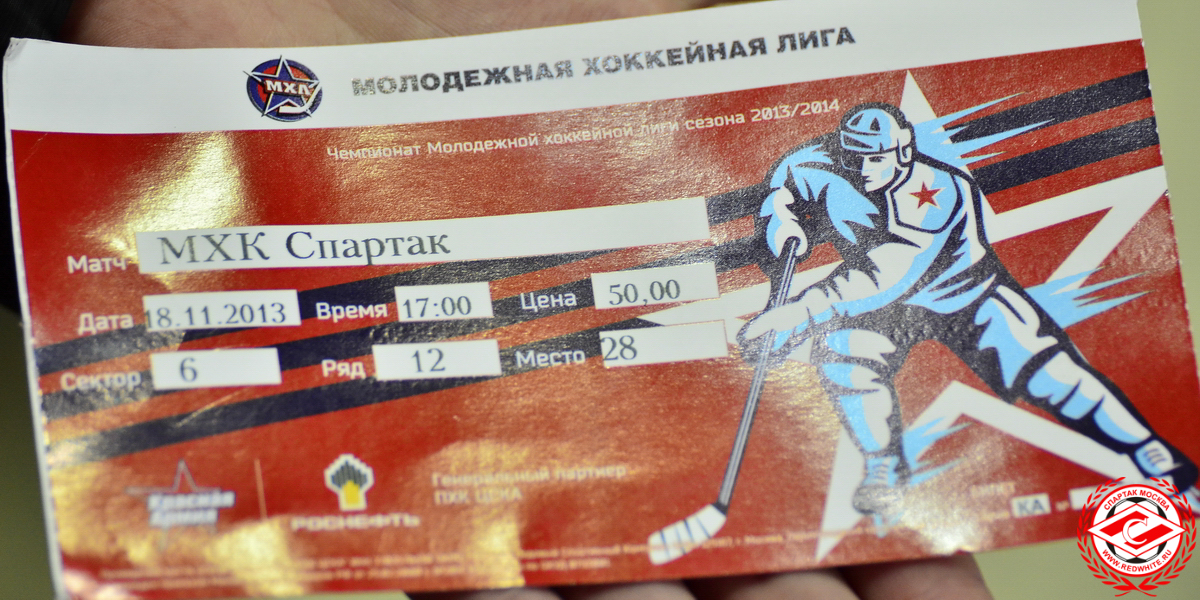 МХЛ
МОЛОДЕЖНАЯ ХОККЕЙНАЯ ЛИГА
Чемпионат Молодежной хоккейной лиги сезона 2013/2014
Матч МХК Спартак
Дата 18.11.2013 Время 17:00 Цена 50,00
Сектор 6 Ряд 12 Место 28
Красная Армия
РОСНЕФТЬ
Генеральный партнер
ПХК ЦСКА
КА
СПАРТАК МОСКВА
WWW.REDWHITE.RU